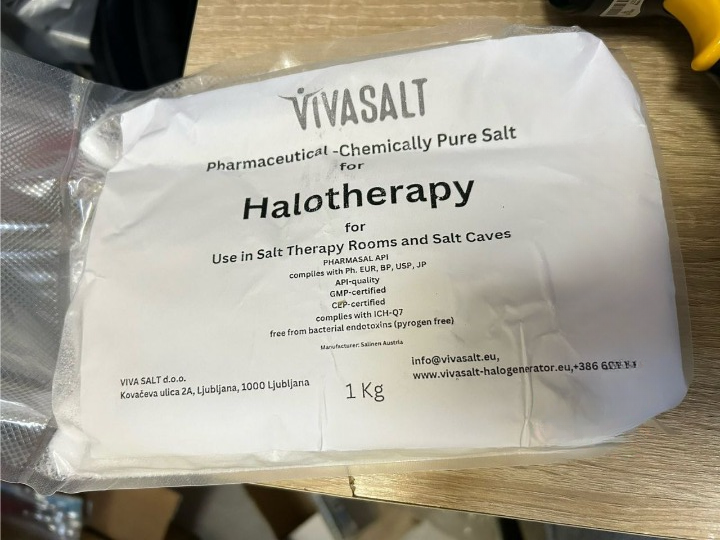 VIVASALT
Pharmaceutical -Chemically Pure Salt
for
Halotherapy
for
Use in Salt Therapy Rooms and Salt Caves
PHARMASAL API
complies with Ph. EUR, BP, USP, JP
API-quality
GMP-certified
CEP-certified
complies with ICH-Q7
free from bacterial endotoxins (pyrogen free)
Manufacturer: Salinen Austria
VIVA SALT d.o.o.
Kovačeva ulica 2A, Ljubljana, 1000 Ljubljana
1 Kg
info@vivasalt.eu,
www.vivasalt-halogenerator.eu,+386